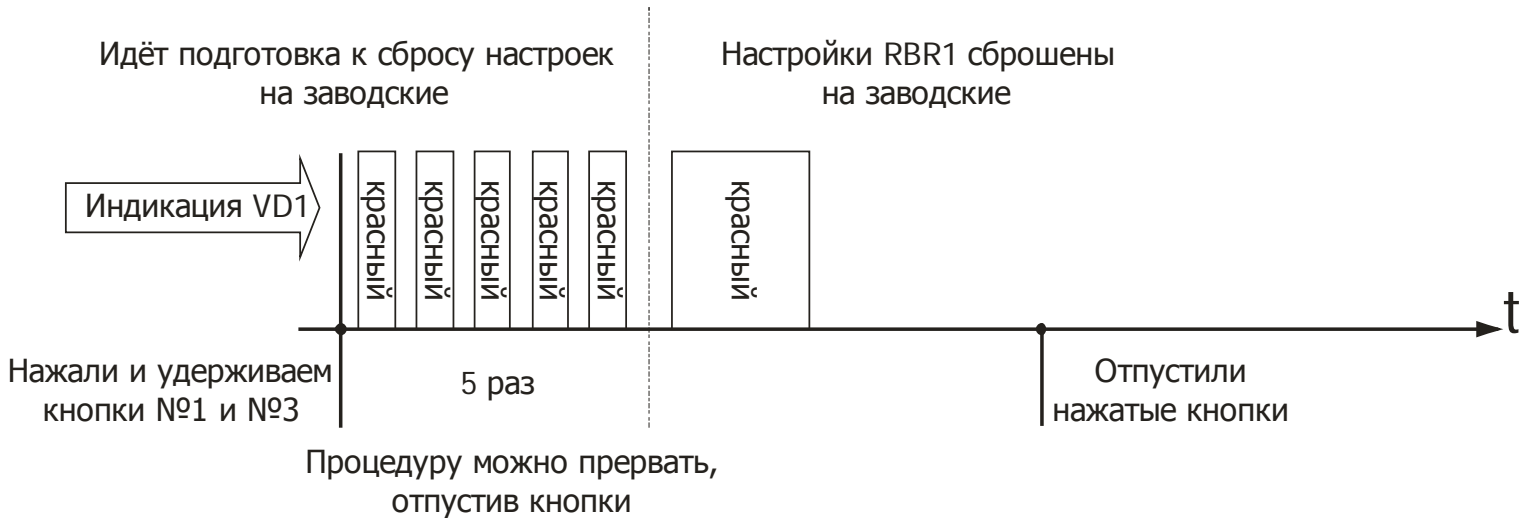 Идёт подготовка к сбросу настроек
на заводские
Настройки RBR1 сброшены
на заводские
Индикация VD1
красный
красный
красный
красный
красный
красный
t
Нажали и удерживаем
кнопки №1 и №3
5 раз
Отпустили
нажатые кнопки
Процедуру можно прервать,
отпустив кнопки